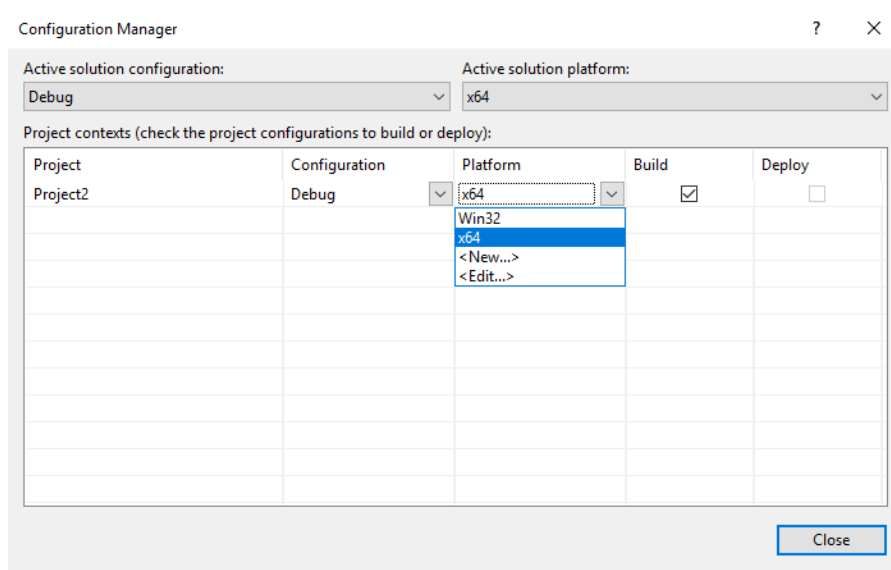 Configuration Manager ?
Active solution configuration: Active solution platform:
Debug x64
Project contexts (check the project configurations to build or deploy):
Project Configuration Platform Build Deploy
Project2 Debug x64
Win32
x64
<New...>
<Edit...>
Close